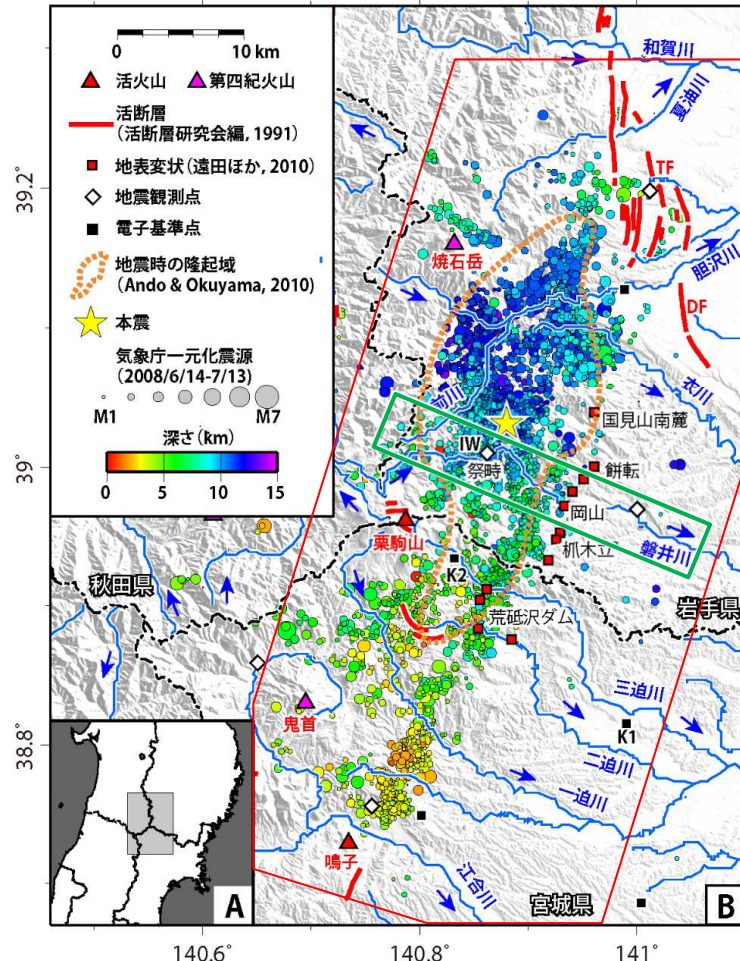 0 10 km
活火山 第四紀火山
活断層
(活断層研究会編, 1991)
地表変状(遠田ほか, 2010)
地震観測点
電子基準点
地震時の隆起域
(Ando & Okuyama, 2010)
本震
気象庁一元化震源
(2008/6/14-7/13)
M1 M7
深さ(km)
0 5 10 15
和賀川
夏油川
TF
39.2°
焼石岳
胆沢川
DF
衣川
前川
国見山南麓
IW
39°
祭畤
餅転
岡山
栗駒山
柧木立
磐井川
K2
秋田県
岩手県
荒砥沢ダム
三迫川
鬼首
K1
38.8°
二迫川
一迫川
鳴子
江合川
A
宮城県
B
140.6° 140.8° 141°